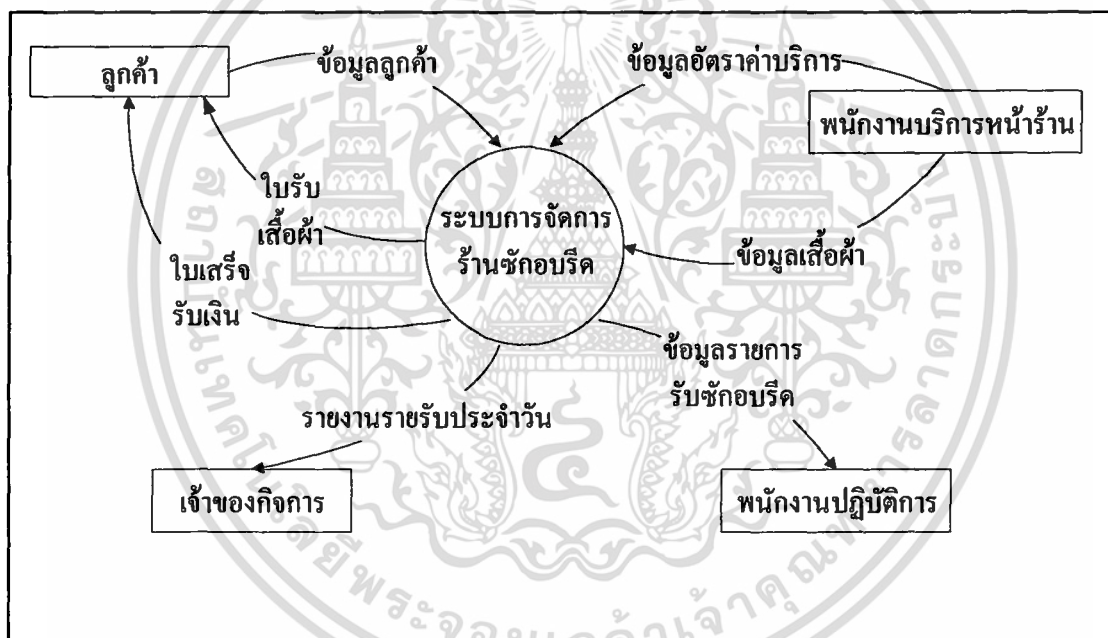 ลูกค้า
ข้อมูลลูกค้า
ข้อมูลอัตราค่าบริการ
พนักงานบริการหน้าร้าน
ใบรับ
เสื้อผ้า
ระบบการจัดการ
ร้านซักอบรีด
ข้อมูลเสื้อผ้า
ใบเสร็จ
รับเงิน
ข้อมูลรายการ
รับซักอบรีด
รายงานรายรับประจำวัน
เจ้าของกิจการ
พนักงานปฏิบัติการ